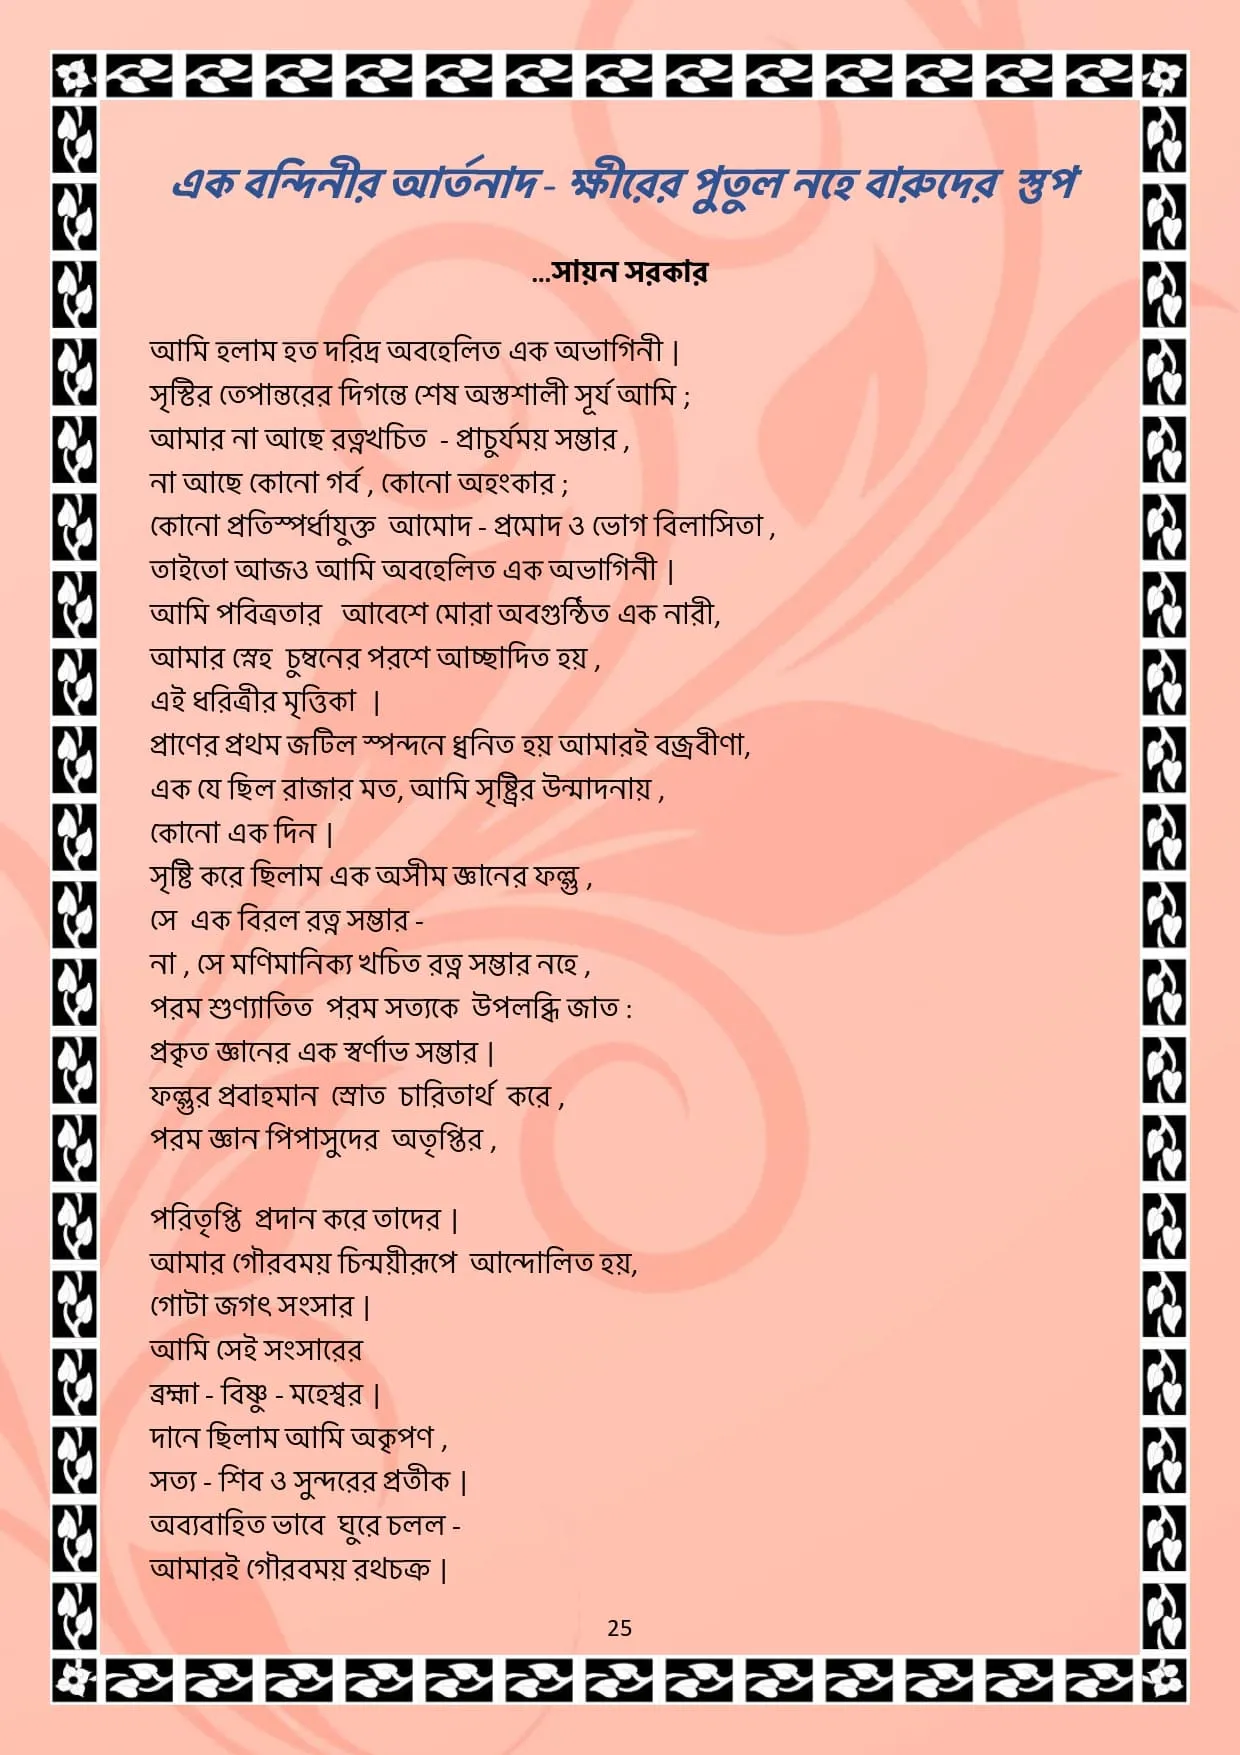 এক বন্দিনীর আর্তনাদ - ক্ষীরের পুতুল নহে বারুদের স্তুপ
...সায়ন সরকার
আমি হলাম হত দরিদ্র অবহেলিত এক অভাগিনী |
সৃস্টির তেপান্তরের দিগন্তে শেষ অস্তশালী সূর্য আমি ;
আমার না আছে রত্নখচিত - প্রাচুর্যময় সম্ভার ,
না আছে কোনো গর্ব , কোনো অহংকার ;
কোনো প্রতিস্পর্ধাযুক্ত আমোদ - প্রমোদ ও ভোগ বিলাসিতা ,
তাইতো আজও আমি অবহেলিত এক অভাগিনী |
আমি পবিত্রতার আবেশে মোরা অবগুন্ঠিত এক নারী,
আমার স্নেহ চুম্বনের পরশে আচ্ছাদিত হয় ,
এই ধরিত্রীর মৃত্তিকা |
প্রাণের প্রথম জটিল স্পন্দনে ধ্বনিত হয় আমারই বজ্রবীণা,
এক যে ছিল রাজার মত, আমি সৃষ্ট্রির উন্মাদনায় ,
কোনো এক দিন |
সৃষ্টি করে ছিলাম এক অসীম জ্ঞানের ফল্গু ,
সে এক বিরল রত্ন সম্ভার -
না , সে মণিমানিক্য খচিত রত্ন সম্ভার নহে ,
পরম শুণ্যাতিত পরম সত্যকে উপলব্ধি জাত :
প্রকৃত জ্ঞানের এক স্বর্ণাভ সম্ভার |
ফল্গুর প্রবাহমান স্রোত চারিতার্থ করে ,
পরম জ্ঞান পিপাসুদের অতৃপ্তির ,
পরিতৃপ্তি প্রদান করে তাদের |
আমার গৌরবময় চিন্ময়ীরূপে আন্দোলিত হয়,
গোটা জগৎ সংসার |
আমি সেই সংসারের
ব্রহ্মা - বিষ্ণু - মহেশ্বর |
দানে ছিলাম আমি অকৃপণ ,
সত্য - শিব ও সুন্দরের প্রতীক |
অব্যবাহিত ভাবে ঘুরে চলল -
আমারই গৌরবময় রথচক্র |
25